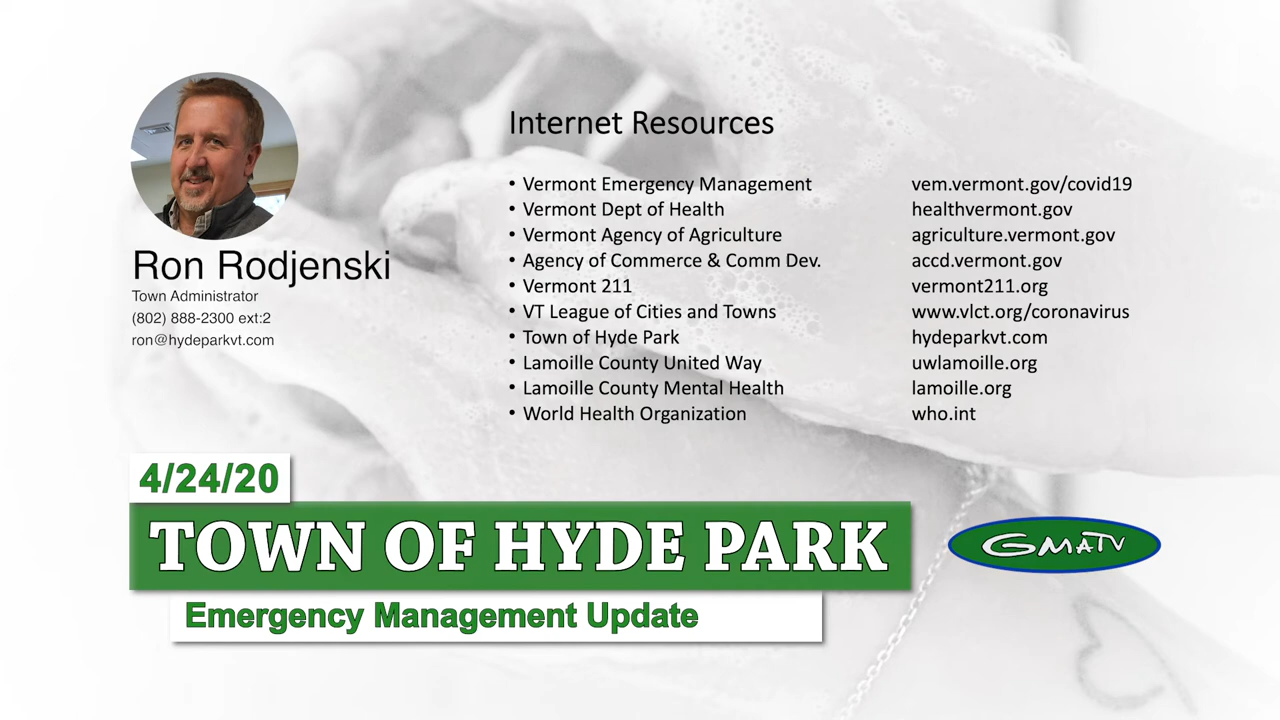 Ron Rodjenski
Town Administrator
(802) 888-2300 ext:2
ron@hydeparkvt.com
Internet Resources
• Vermont Emergency Management vem.vermont.gov/covid19
• Vermont Dept of Health healthvermont.gov
• Vermont Agency of Agriculture agriculture.vermont.gov
• Agency of Commerce & Comm Dev. accd.vermont.gov
• Vermont 211 vermont211.org
• VT League of Cities and Towns www.vlct.org/coronavirus
• Town of Hyde Park hydeparkvt.com
• Lamoille County United Way uwlamoille.org
• Lamoille County Mental Health lamoille.org
• World Health Organization who.int
4/24/20
TOWN OF HYDE PARK
Emergency Management Update
GMATV